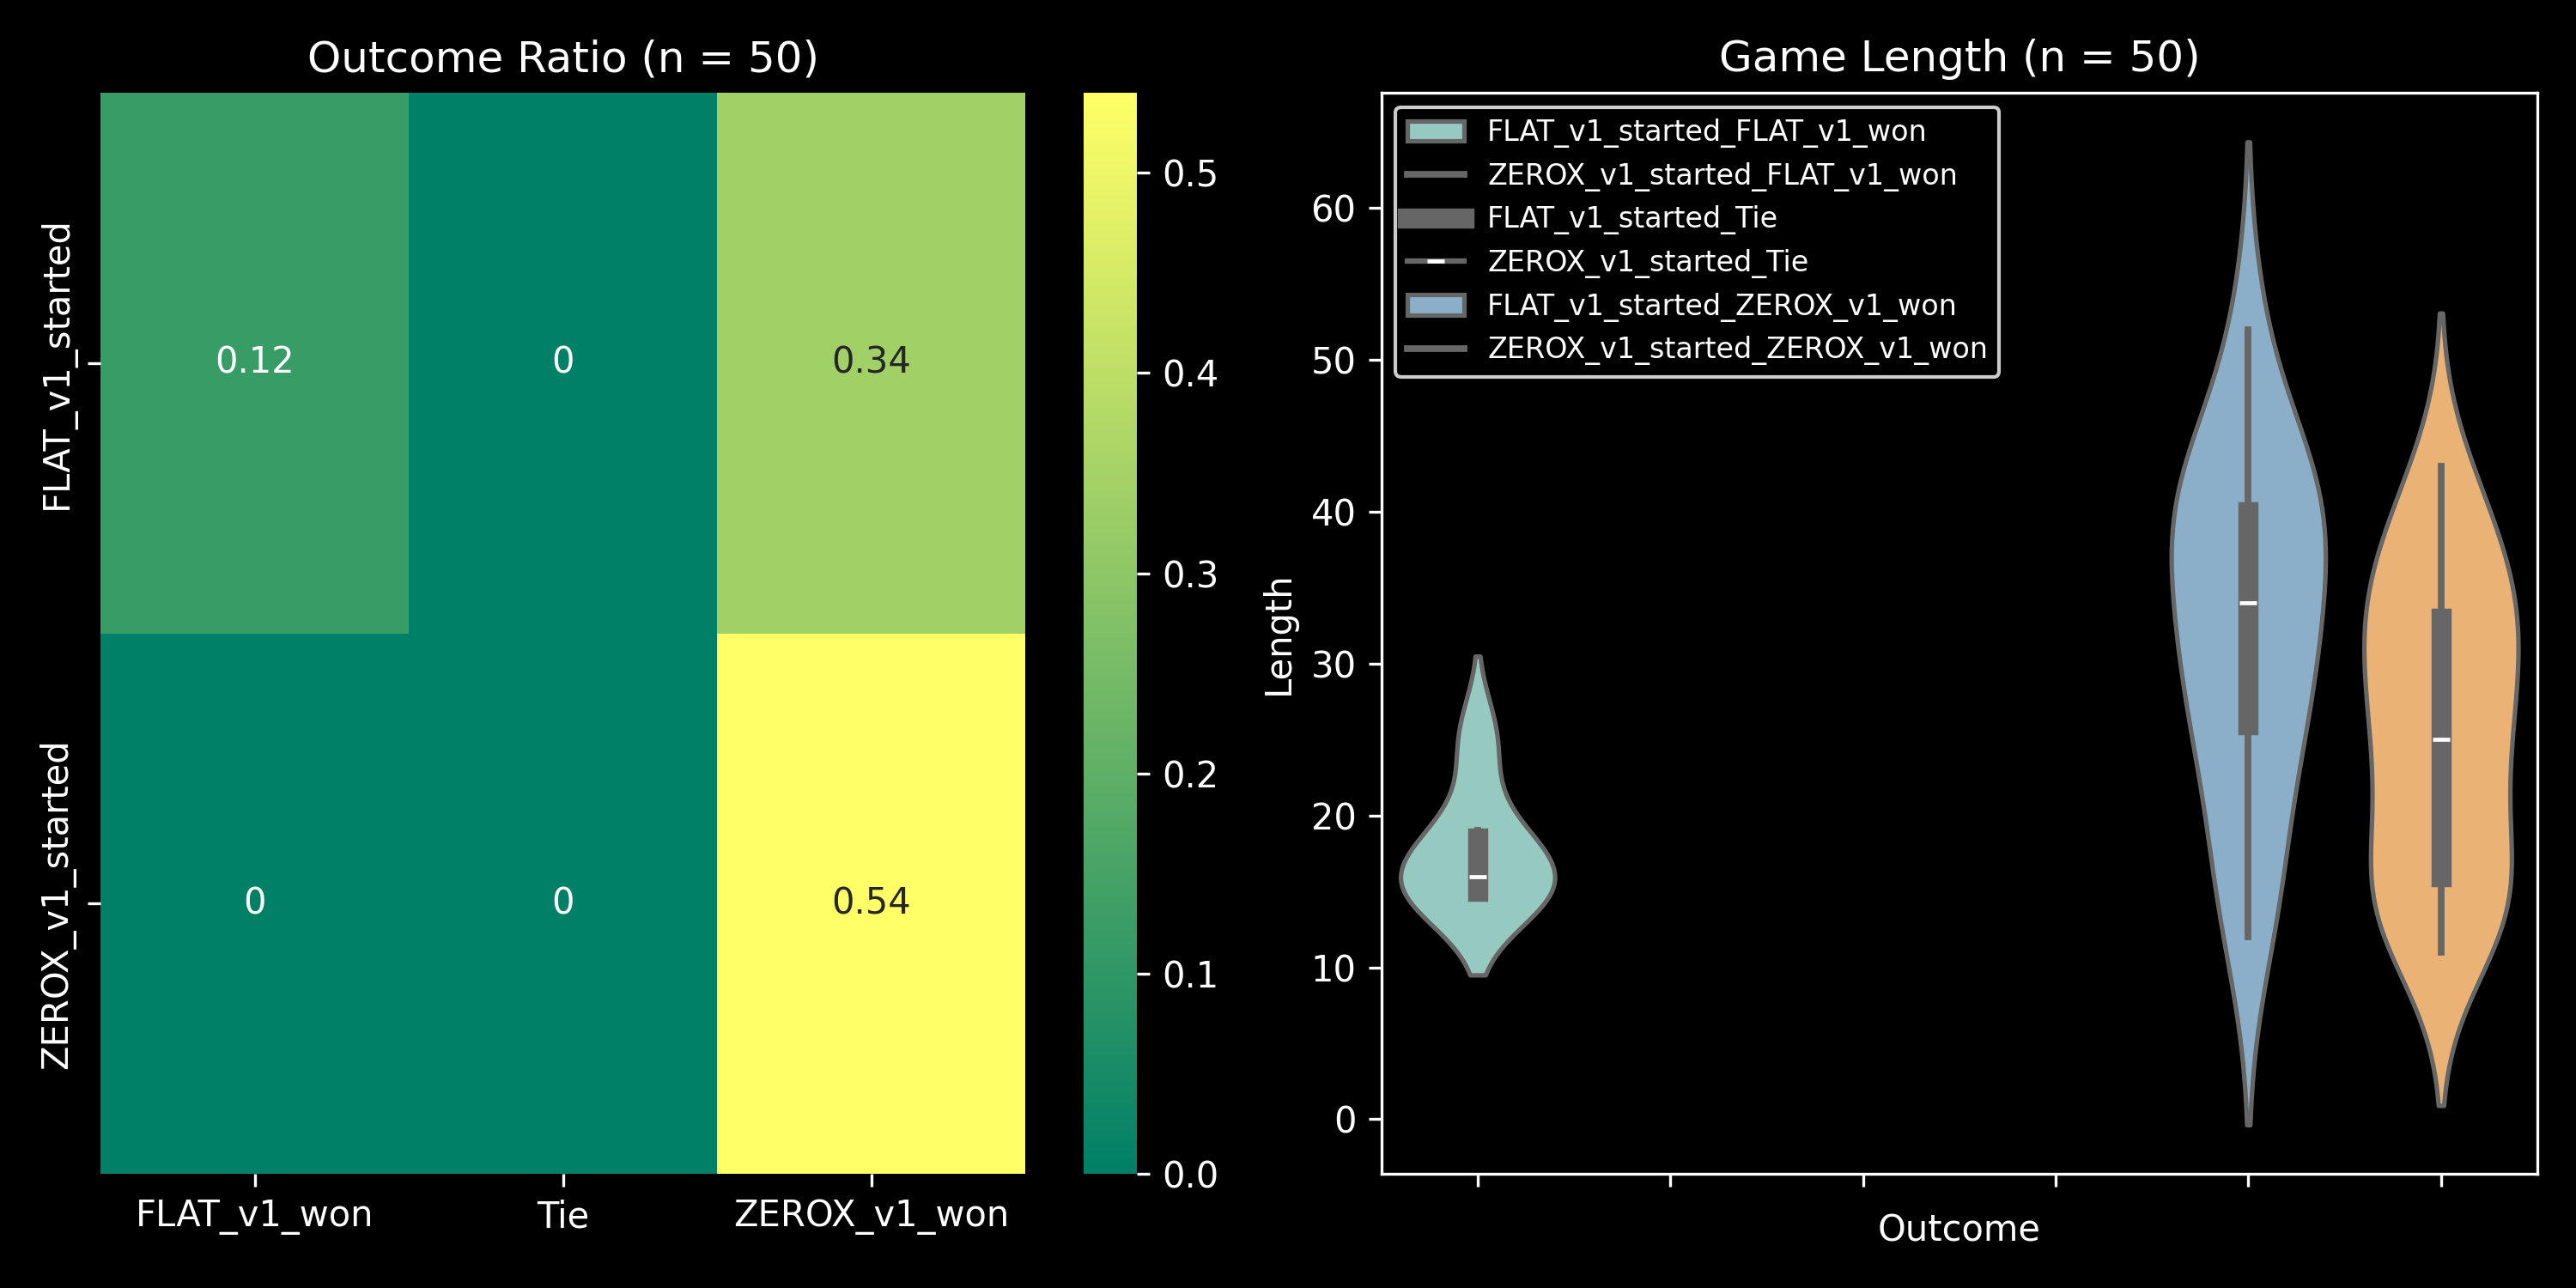 Outcome Ratio (n = 50)
FLAT_v1_started
ZEROX_v1_started
0.12
0
0.34
0
0
0.54
FLAT_v1_won
Tie
ZEROX_v1_won
0.5
0.4
0.3
0.2
0.1
0.0
Game Length (n = 50)
FLAT_v1_started_FLAT_v1_won
ZEROX_v1_started_FLAT_v1_won
FLAT_v1_started_Tie
ZEROX_v1_started_Tie
FLAT_v1_started_ZEROX_v1_won
ZEROX_v1_started_ZEROX_v1_won
Length
60
50
40
30
20
10
0
Outcome